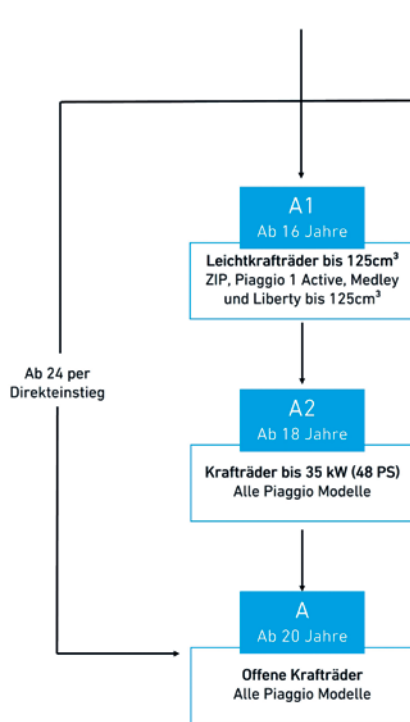 A1
Ab 16 Jahre
Leichtkrafträder bis 125cm³
ZIP, Piaggio 1 Active, Medley
und Liberty bis 125cm³
Ab 24 per
Direkteinstieg
A2
Ab 18 Jahre
Krafträder bis 35 kW (48 PS)
Alle Piaggio Modelle
A
Ab 20 Jahre
Offene Krafträder
Alle Piaggio Modelle